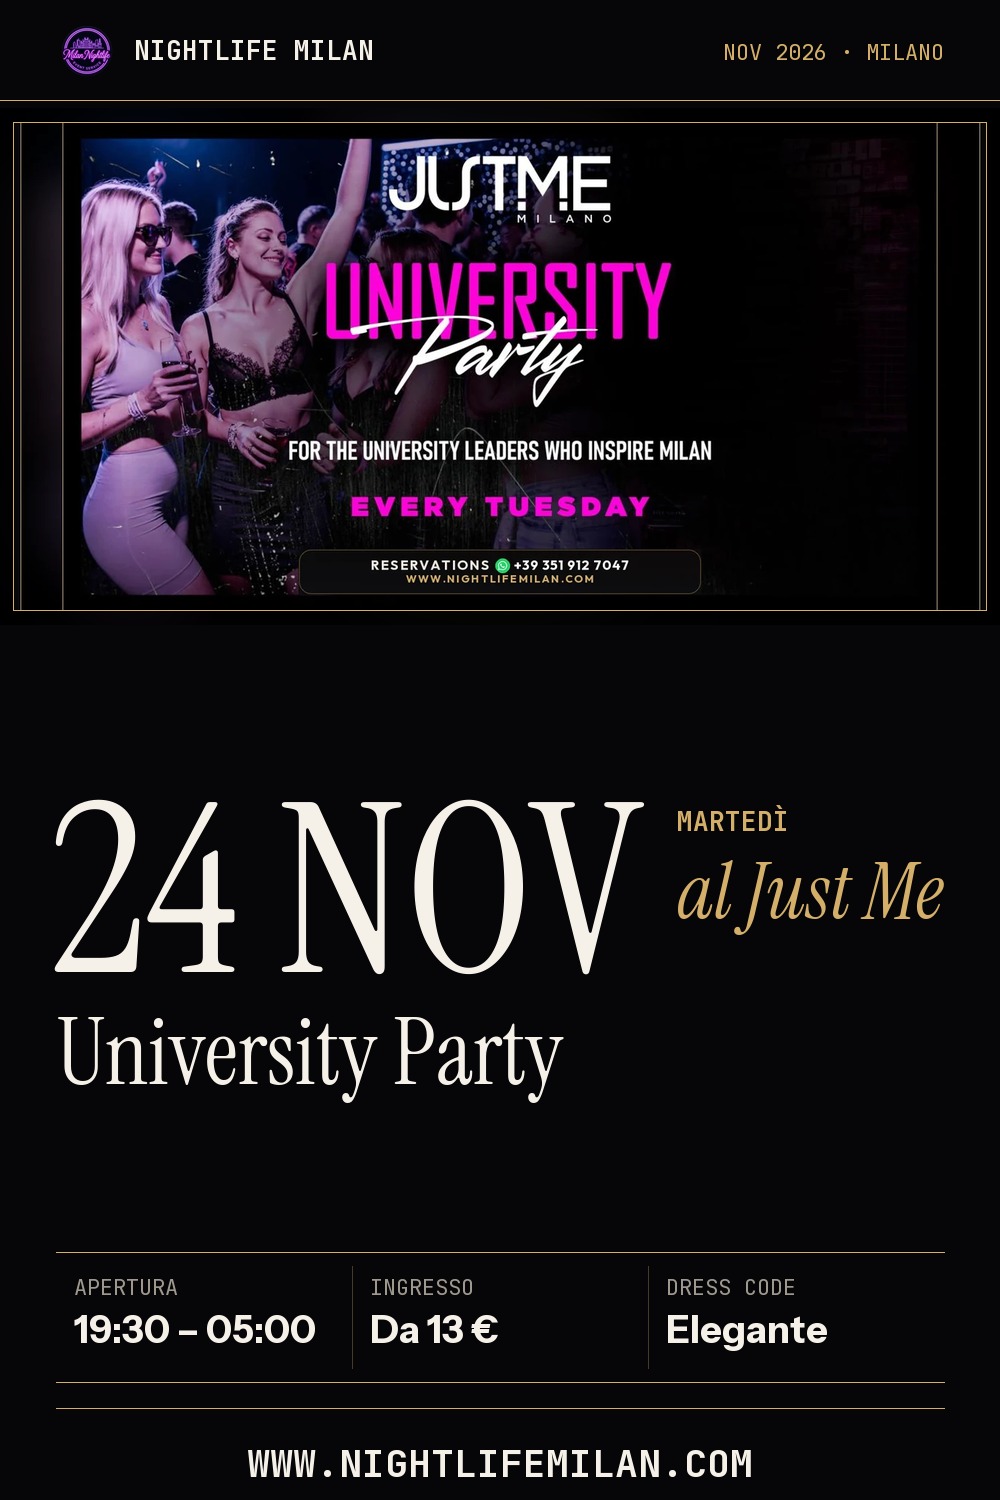 Milan Nightlife
NIGHTLIFE MILAN
NOV 2026 · MILANO
JUSTME
MILANO
UNIVERSITY
Party
FOR THE UNIVERSITY LEADERS WHO INSPIRE MILAN
EVERY TUESDAY
RESERVATIONS +39 351 912 7047
WWW.NIGHTLIFEMILAN.COM
24 NOV
MARTEDÌ
al Just Me
University Party
APERTURA
19:30 – 05:00
INGRESSO
Da 13 €
DRESS CODE
Elegante
WWW.NIGHTLIFEMILAN.COM